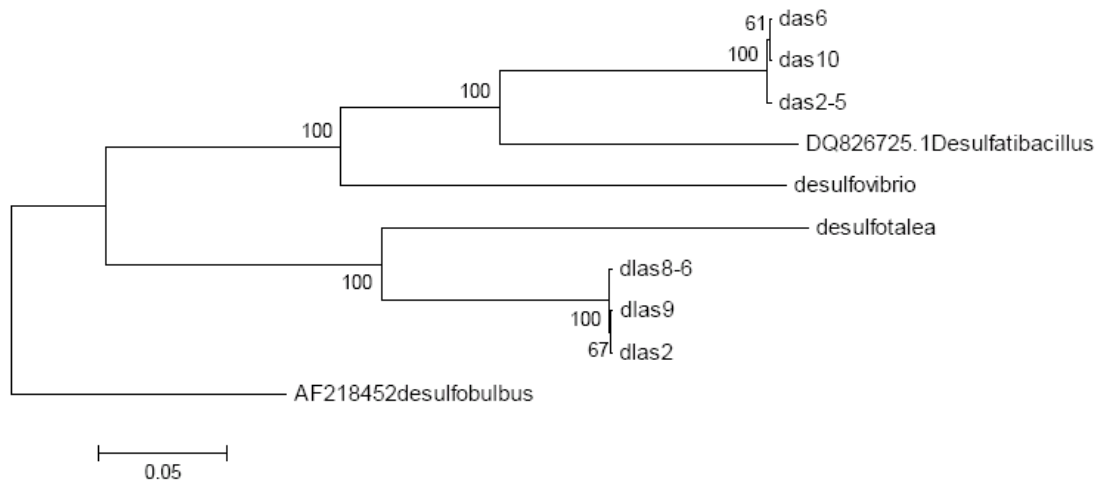 61
das6
100
das10
100
das2-5
100
DQ826725.1Desulfatibacillus
desulfovibrio
desulfotalea
100
dlas8-6
100
dlas9
67
dlas2
AF218452desulfobulbus
0.05